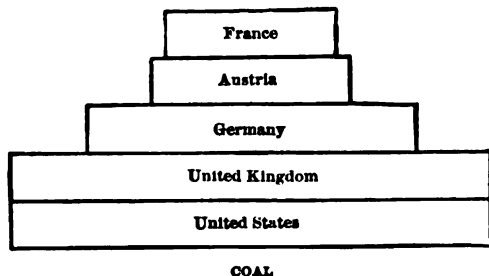 France
Austria
Germany
United Kingdom
United States
COAL